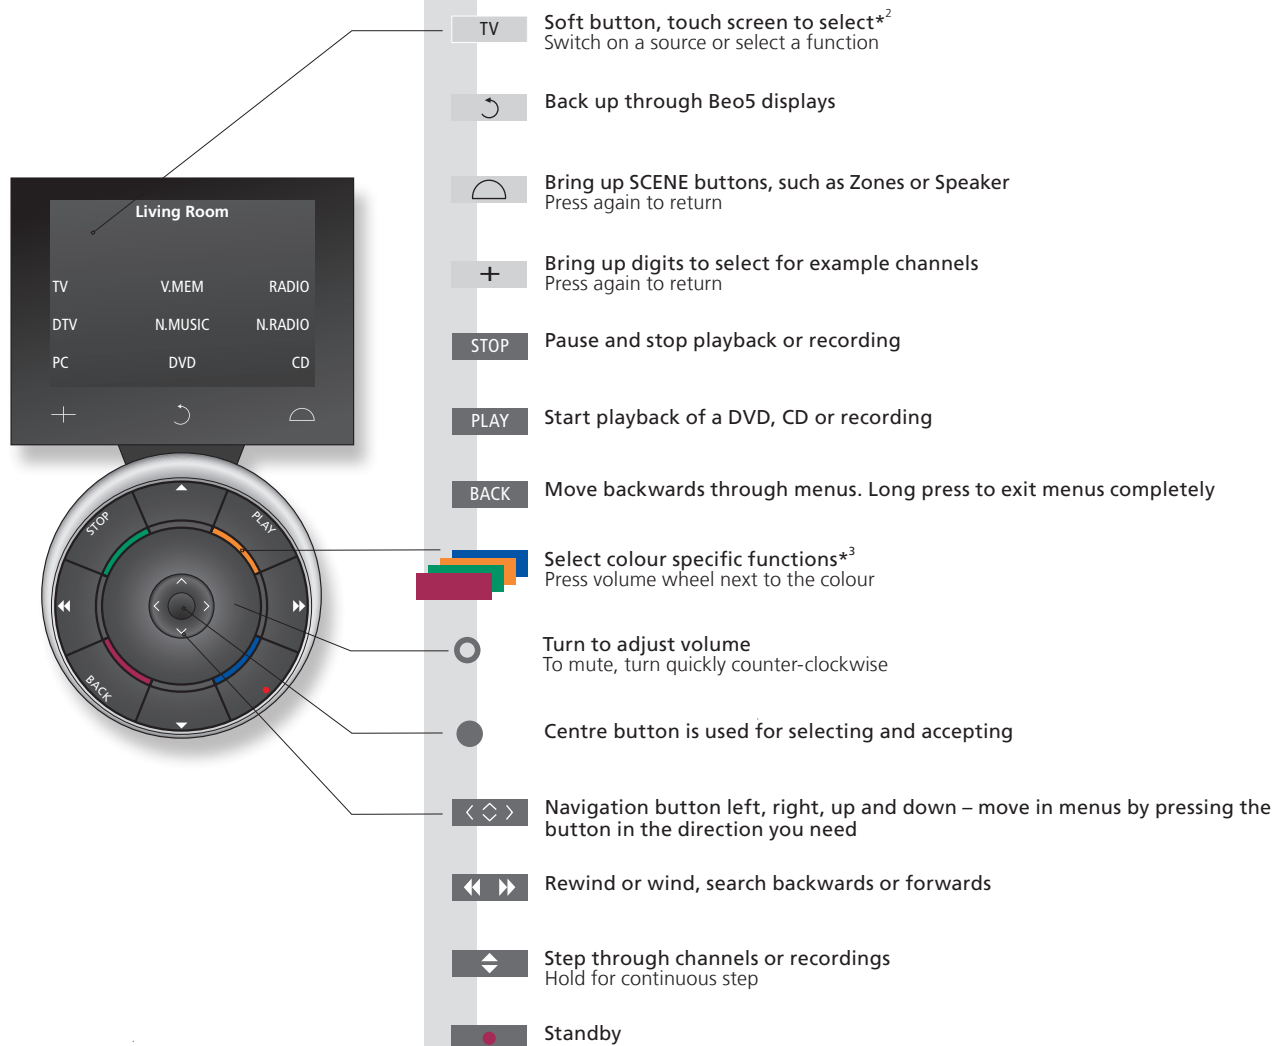 TV
Soft button, touch screen to select*2
Switch on a source or select a function
Back up through Beo5 displays
Bring up SCENE buttons, such as Zones or Speaker
Press again to return
+
Bring up digits to select for example channels
Press again to return
STOP
Pause and stop playback or recording
PLAY
Start playback of a DVD, CD or recording
BACK
Move backwards through menus. Long press to exit menus completely
Select colour specific functions*3
Press volume wheel next to the colour
Turn to adjust volume
To mute, turn quickly counter-clockwise
Centre button is used for selecting and accepting
Navigation button left, right, up and down – move in menus by pressing the
button in the direction you need
Rewind or wind, search backwards or forwards
Step through channels or recordings
Hold for continuous step
Standby
Living Room
TV V.MEM RADIO
DTV N.MUSIC N.RADIO
PC DVD CD
STOP
PLAY
BACK